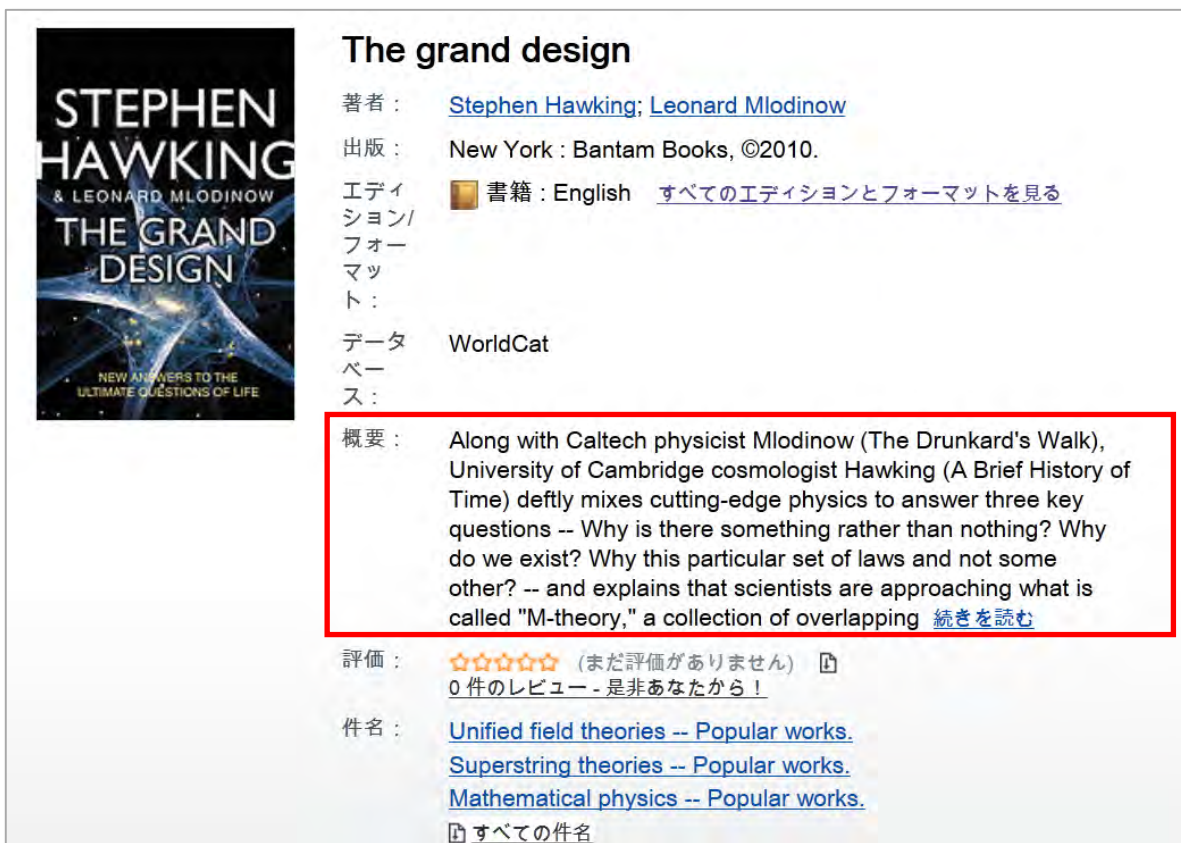 STEPHEN
HAWKING
& LEONARD MLODINOW
THE GRAND
DESIGN
NEW ANSWERS TO THE
ULTIMATE QUESTIONS OF LIFE
The grand design
著者： Stephen Hawking; Leonard Mlodinow
出版： New York : Bantam Books, ©2010.
エディ 書籍 : English すべてのエディションとフォーマットを見る
ション/
フォー
マッ
ト：
データ WorldCat
ベー
ス：
概要： Along with Caltech physicist Mlodinow (The Drunkard's Walk),
University of Cambridge cosmologist Hawking (A Brief History of
Time) deftly mixes cutting-edge physics to answer three key
questions -- Why is there something rather than nothing? Why
do we exist? Why this particular set of laws and not some
other? -- and explains that scientists are approaching what is
called "M-theory," a collection of overlapping 続きを読む
評価： (まだ評価がありません)
0 件のレビュー - 是非あなたから！
件名： Unified field theories -- Popular works.
Superstring theories -- Popular works.
Mathematical physics -- Popular works.
すべての件名